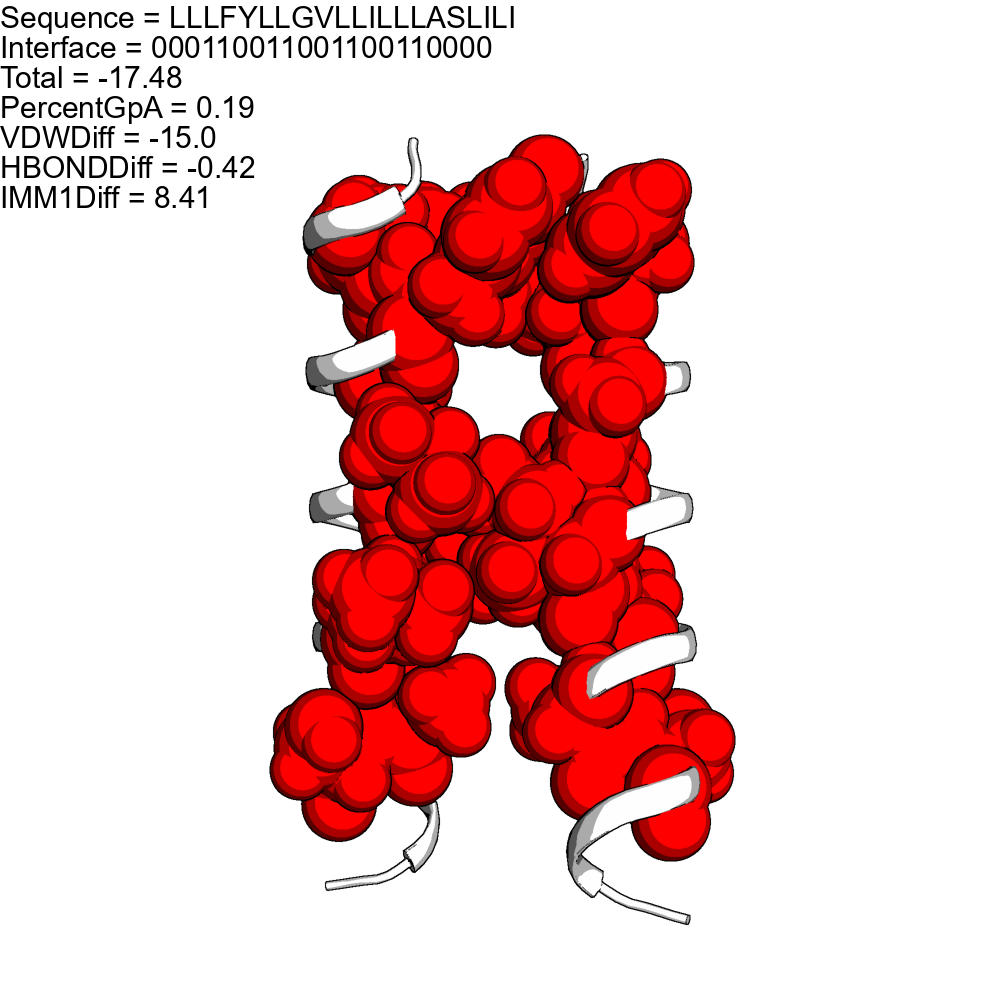 Sequence = LLLFYLLGVLLILLLASLILI
Interface = 000110011001100110000
Total = -17.48
PercentGpA = 0.19
VDWDiff = -15.0
HBONDDiff = -0.42
IMM1Diff = 8.41